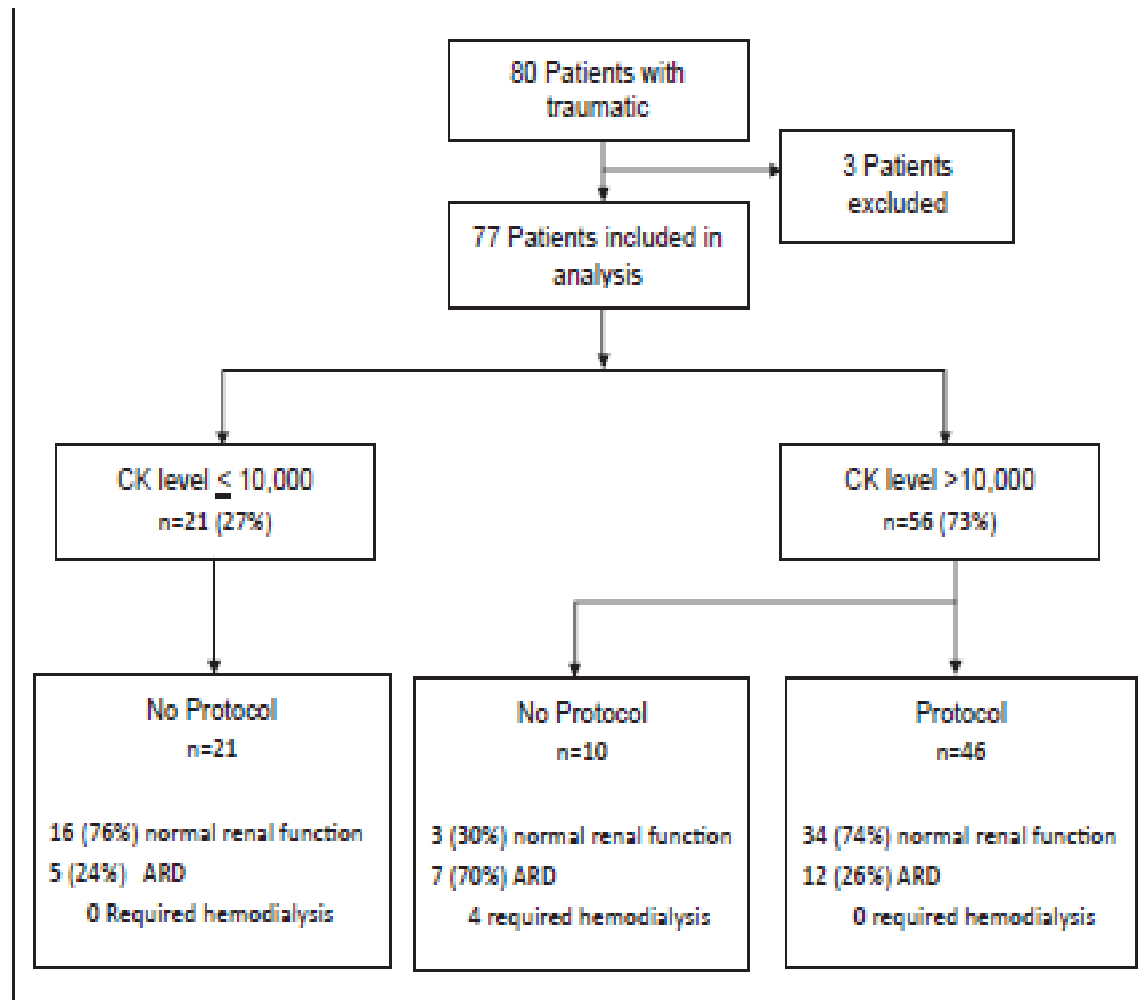 80 Patients with
traumatic
3 Patients
excluded
77 Patients included in
analysis
CK level ≤ 10,000
n=21 (27%)
CK level >10,000
n=56 (73%)
No Protocol
n=21
16 (76%) normal renal function
5 (24%) ARD
0 Required hemodialysis
No Protocol
n=10
3 (30%) normal renal function
7 (70%) ARD
4 required hemodialysis
Protocol
n=46
34 (74%) normal renal function
12 (26%) ARD
0 required hemodialysis